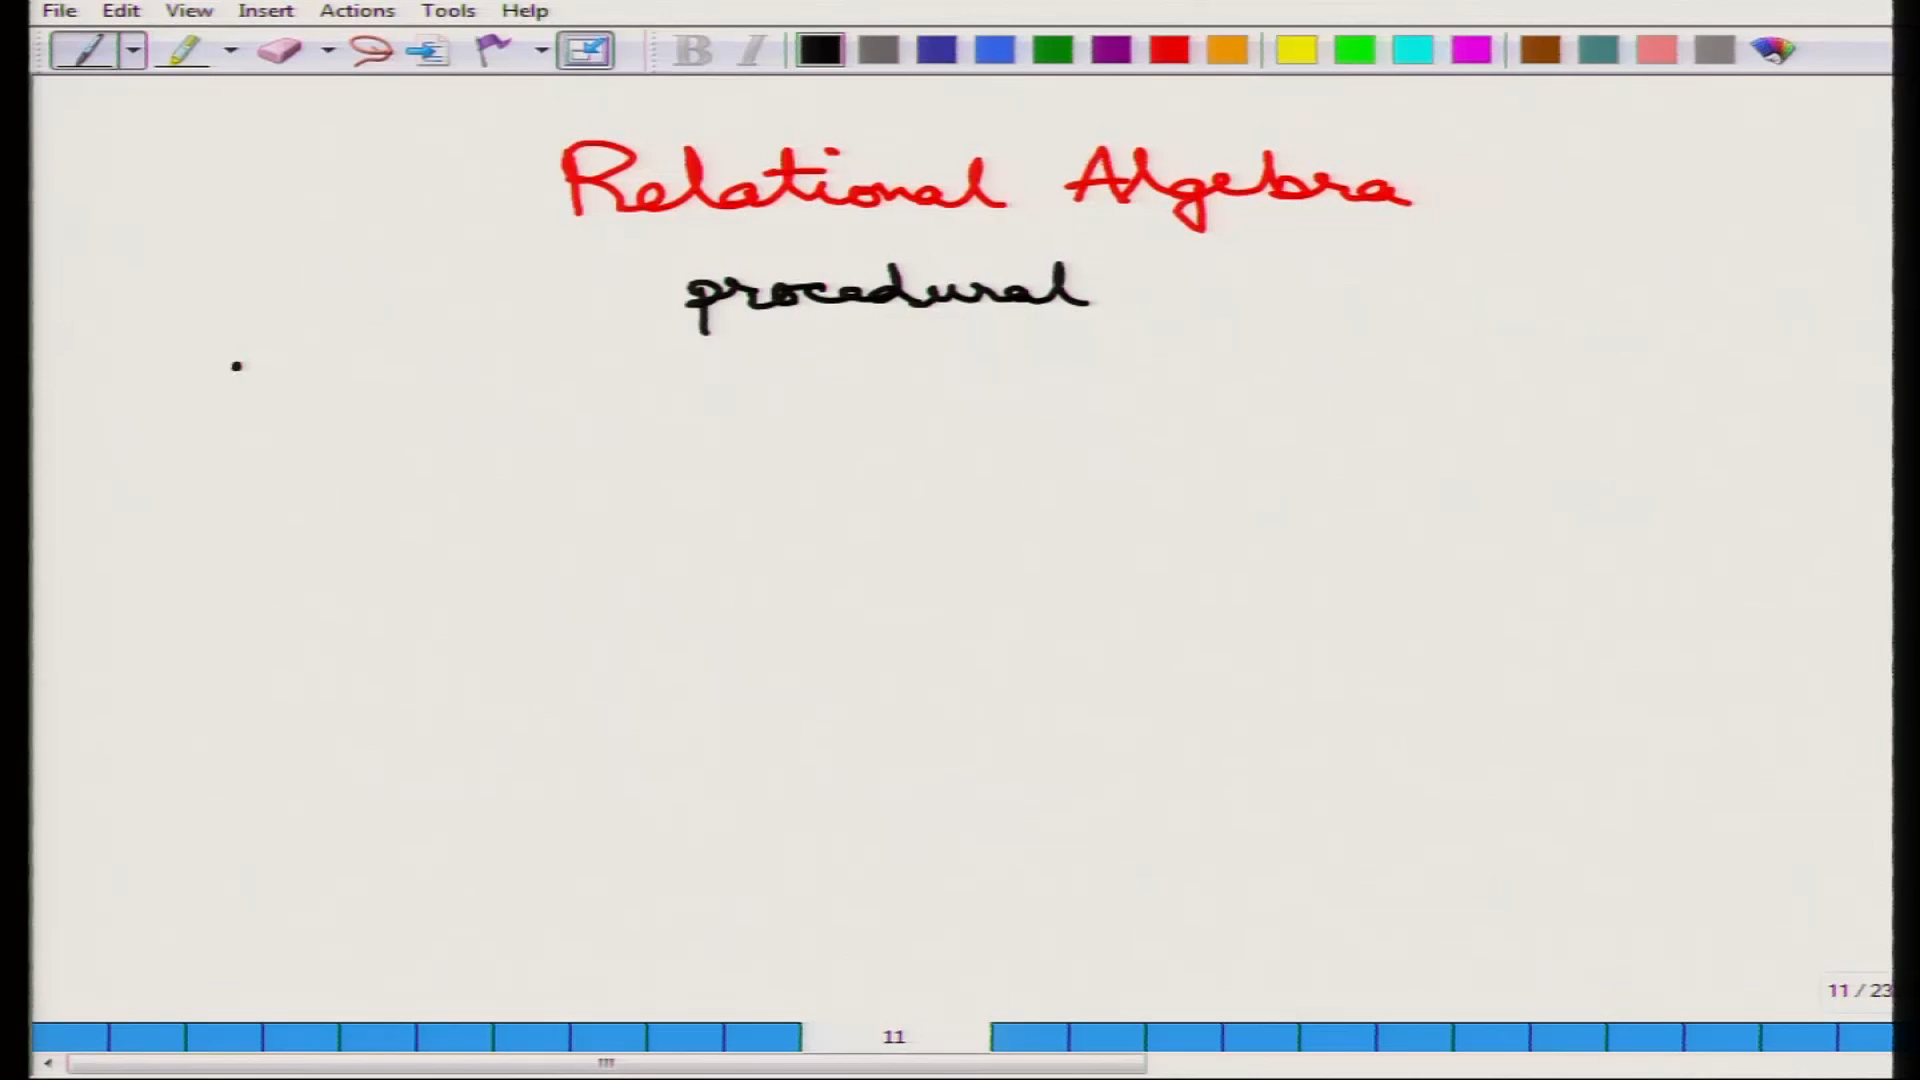 File Edit View Insert Actions Tools Help
B I
Relational Algebra
procedural
11 / 23
11